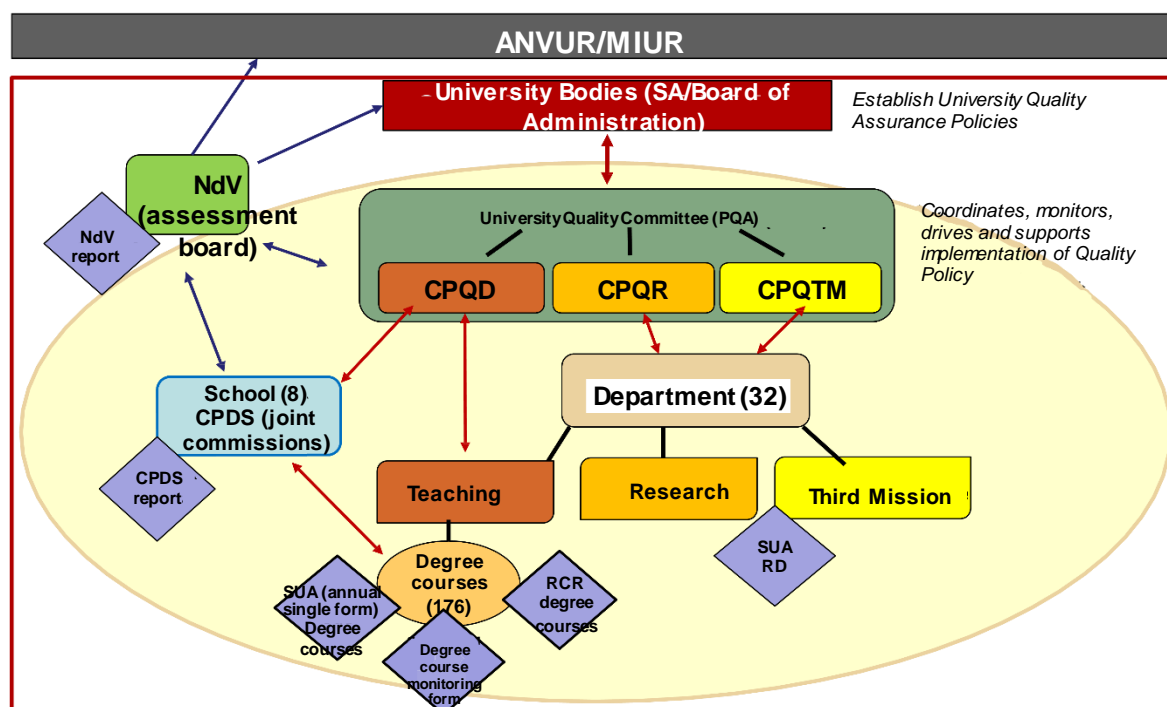 ANVUR/MIUR
University Bodies (SA/Board of
Administration)
Establish University Quality
Assurance Policies
NdV
(assessment
board)
NdV
report
University Quality Committee (PQA)
Coordinates, monitors,
drives and supports
implementation of Quality
Policy
CPQD
CPQR
CPQTM
School (8)
CPDS (joint
commissions)
CPDS
report
Department (32)
Teaching
Research
Third Mission
SUA
RD
Degree
courses
(176)
SUA (annual
single form)
Degree
courses
Degree
course
monitoring
form
RCR
degree
courses